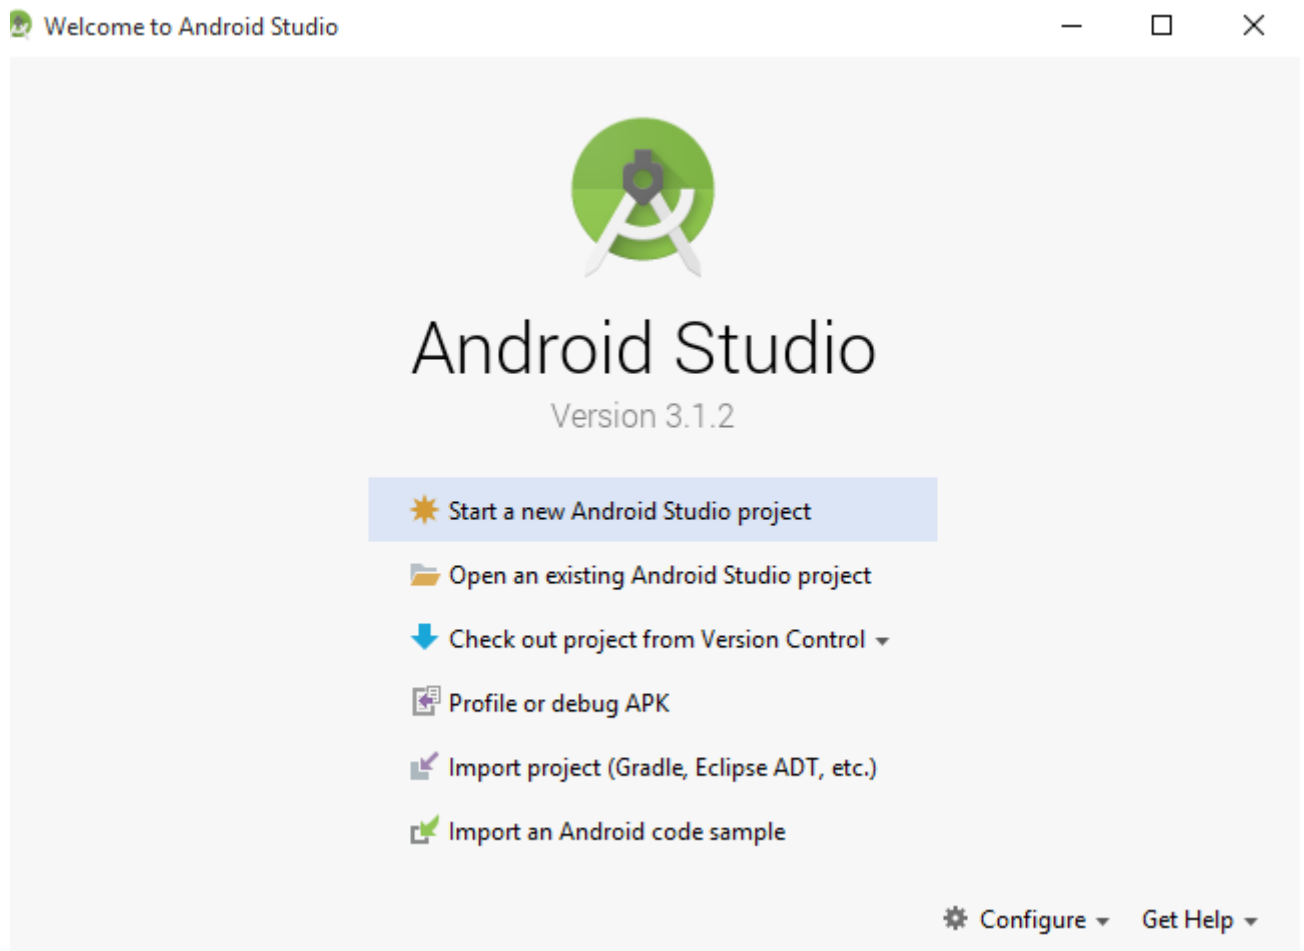 Welcome to Android Studio
Android Studio
Version 3.1.2
Start a new Android Studio project
Open an existing Android Studio project
Check out project from Version Control
Profile or debug APK
Import project (Gradle, Eclipse ADT, etc.)
Import an Android code sample
Configure Get Help